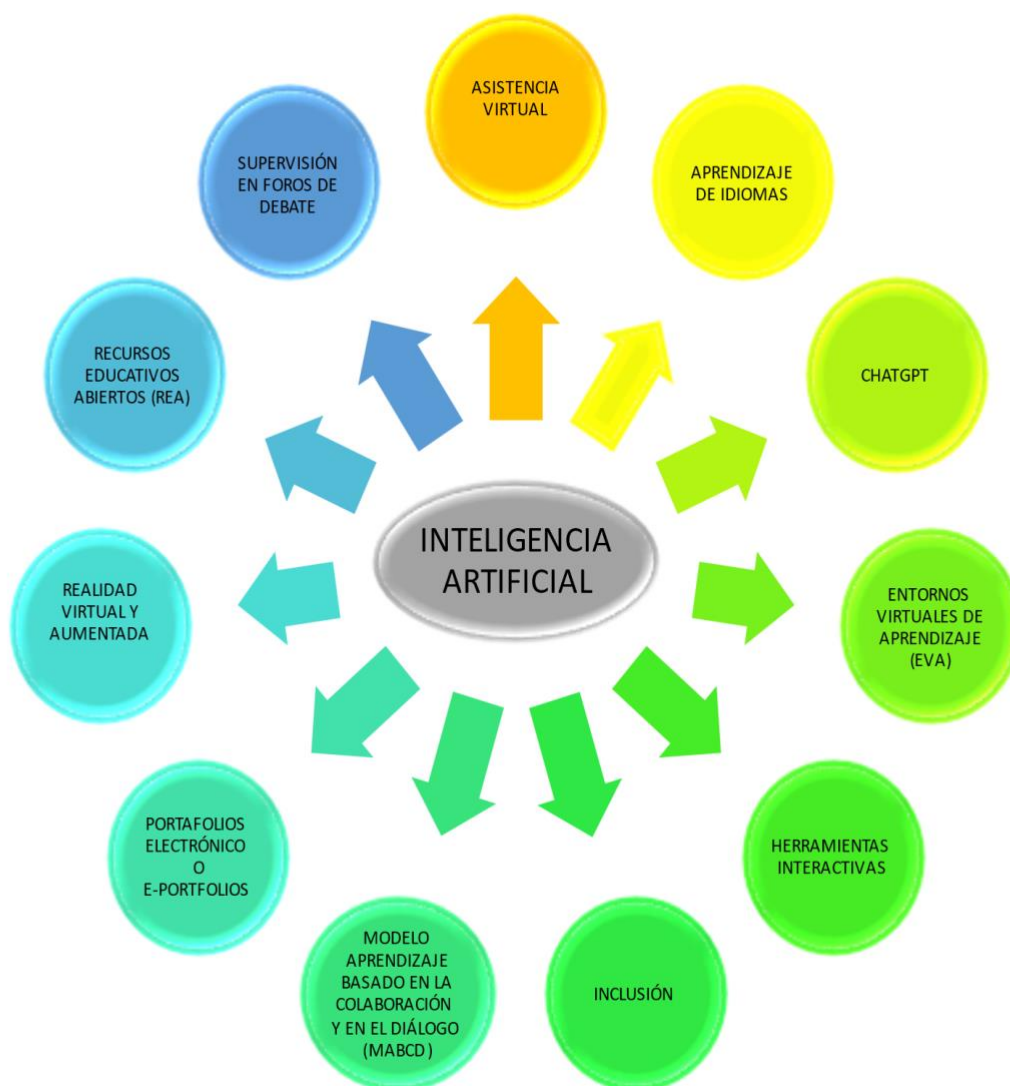 ASISTENCIA
VIRTUAL
APRENDIZAJE
DE IDIOMAS
CHATGPT
ENTORNOS
VIRTUALES DE
APRENDIZAJE
(EVA)
HERRAMIENTAS
INTERACTIVAS
INCLUSIÓN
MODELO
APRENDIZAJE
BASADO EN LA
COLABORACIÓN
Y EN EL DIÁLOGO
(MABCD)
PORTAFOLIOS
ELECTRÓNICO
O
E-PORTFOLIOS
REALIDAD
VIRTUAL Y
AUMENTADA
RECURSOS
EDUCATIVOS
ABIERTOS (REA)
SUPERVISIÓN
EN FOROS DE
DEBATE
INTELIGENCIA
ARTIFICIAL